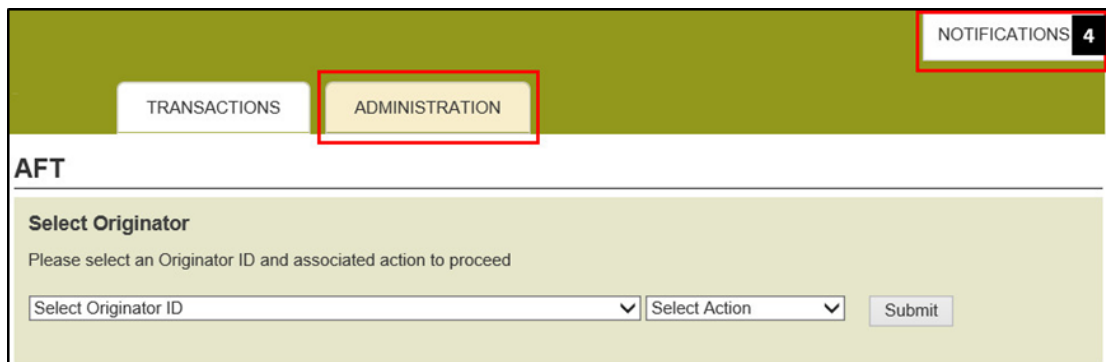 NOTIFICATIONS 4
TRANSACTIONS ADMINISTRATION
AFT
Select Originator
Please select an Originator ID and associated action to proceed
Select Originator ID Select Action Submit